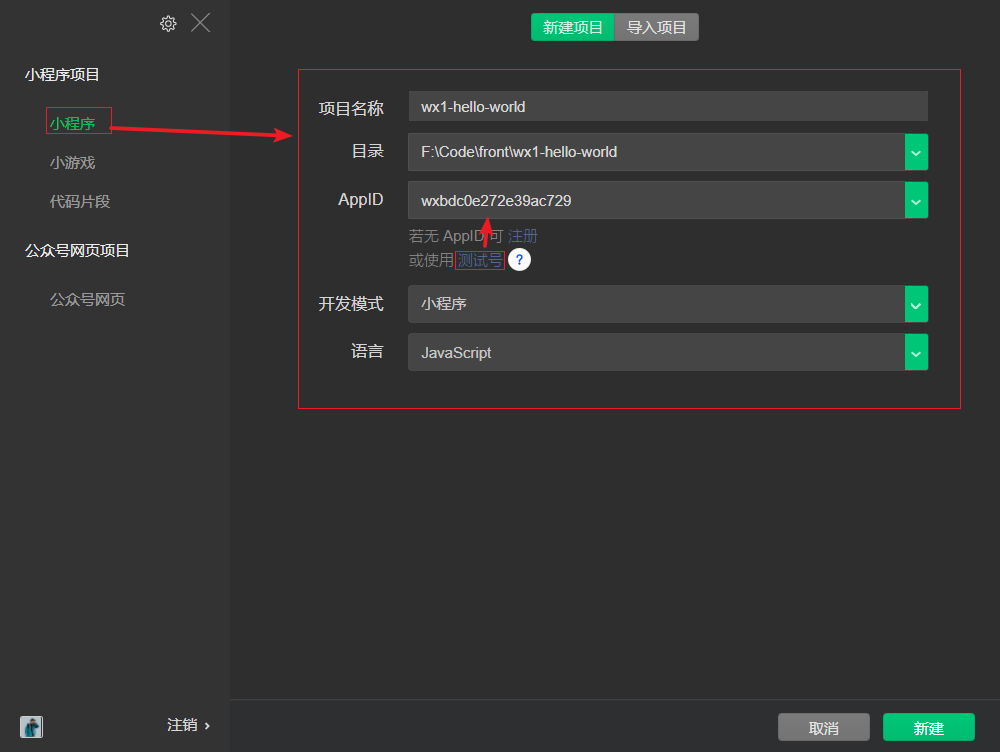 新建项目 导入项目
小程序项目
小程序
小游戏
代码片段
公众号网页项目
公众号网页
注销
项目名称 wx1-hello-world
目录 F:\Code\front\wx1-hello-world
AppID wxbdc0e272e39ac729
若无 AppID 可 注册
或使用 测试号 ?
开发模式 小程序
语言 JavaScript
取消 新建